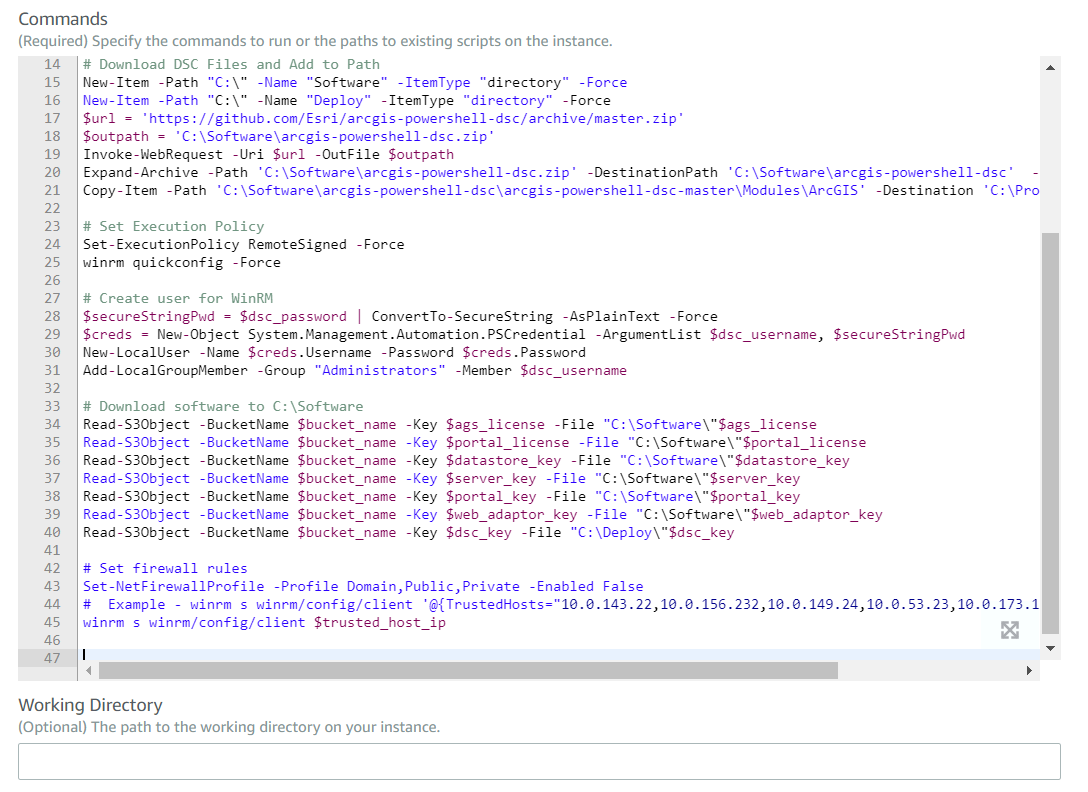 Commands
(Required) Specify the commands to run or the paths to existing scripts on the instance.
14 # Download DSC Files and Add to Path
15 New-Item -Path "C:\" -Name "Software" -ItemType "directory" -Force
16 New-Item -Path "C:\" -Name "Deploy" -ItemType "directory" -Force
17 $url = 'https://github.com/Esri/arcgis-powershell-dsc/archive/master.zip'
18 $outpath = 'C:\Software\arcgis-powershell-dsc.zip'
19 Invoke-WebRequest -Uri $url -OutFile $outpath
20 Expand-Archive -Path 'C:\Software\arcgis-powershell-dsc.zip' -DestinationPath 'C:\Software\arcgis-powershell-dsc' -
21 Copy-Item -Path 'C:\Software\arcgis-powershell-dsc\arcgis-powershell-dsc-master\Modules\ArcGIS' -Destination 'C:\Pro
22
23 # Set Execution Policy
24 Set-ExecutionPolicy RemoteSigned -Force
25 winrm quickconfig -Force
26
27 # Create user for WinRM
28 $secureStringPwd = $dsc_password | ConvertTo-SecureString -AsPlainText -Force
29 $creds = New-Object System.Management.Automation.PSCredential -ArgumentList $dsc_username, $secureStringPwd
30 New-LocalUser -Name $creds.Username -Password $creds.Password
31 Add-LocalGroupMember -Group "Administrators" -Member $dsc_username
32
33 # Download software to C:\Software
34 Read-S3Object -BucketName $bucket_name -Key $ags_license -File "C:\Software\"$ags_license
35 Read-S3Object -BucketName $bucket_name -Key $portal_license -File "C:\Software\"$portal_license
36 Read-S3Object -BucketName $bucket_name -Key $datastore_key -File "C:\Software\"$datastore_key
37 Read-S3Object -BucketName $bucket_name -Key $server_key -File "C:\Software\"$server_key
38 Read-S3Object -BucketName $bucket_name -Key $portal_key -File "C:\Software\"$portal_key
39 Read-S3Object -BucketName $bucket_name -Key $web_adaptor_key -File "C:\Software\"$web_adaptor_key
40 Read-S3Object -BucketName $bucket_name -Key $dsc_key -File "C:\Deploy\"$dsc_key
41
42 # Set firewall rules
43 Set-NetFirewallProfile -Profile Domain,Public,Private -Enabled False
44 #  Example - winrm s winrm/config/client '@{TrustedHosts="10.0.143.22,10.0.156.232,10.0.149.24,10.0.53.23,10.0.173.1
45 winrm s winrm/config/client $trusted_host_ip
46
47
Working Directory
(Optional) The path to the working directory on your instance.